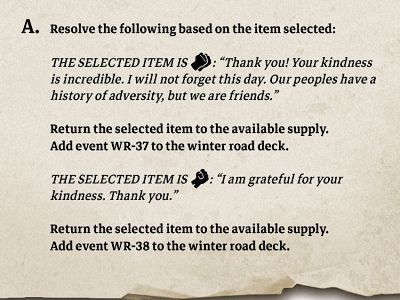 A. Resolve the following based on the item selected:
THE SELECTED ITEM IS : “Thank you! Your kindness
is incredible. I will not forget this day. Our peoples have a
history of adversity, but we are friends.”
Return the selected item to the available supply.
Add event WR-37 to the winter road deck.
THE SELECTED ITEM IS : “I am grateful for your
kindness. Thank you.”
Return the selected item to the available supply.
Add event WR-38 to the winter road deck.